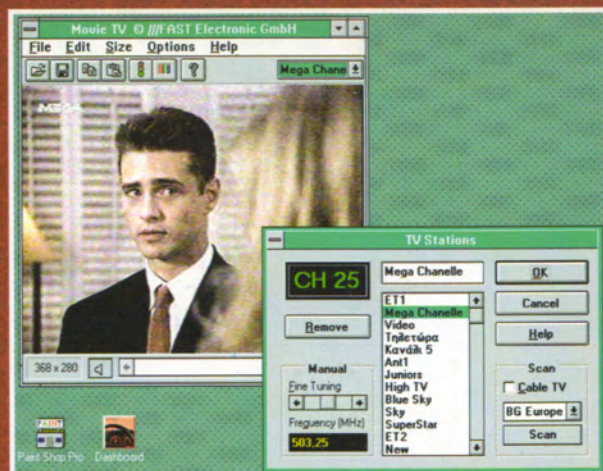 Movie TV © ///FAST Electronic GmbH
File Edit Size Options Help
Mega Chane
MEGA
368 x 280
Paint Shop Pro
Dashboard
TV Stations
CH 25
Mega Chanelle
OK
Cancel
Help
Remove
ET1
Mega Chanelle
Video
Τηλετώρα
Κανάλι 5
Ant1
Juniors
High TV
Blue Sky
Sky
SuperStar
ET2
New
Manual
Fine Tuning
Freguency (MHz)
503,25
Scan
Cable TV
BG Europe
Scan
PAINT